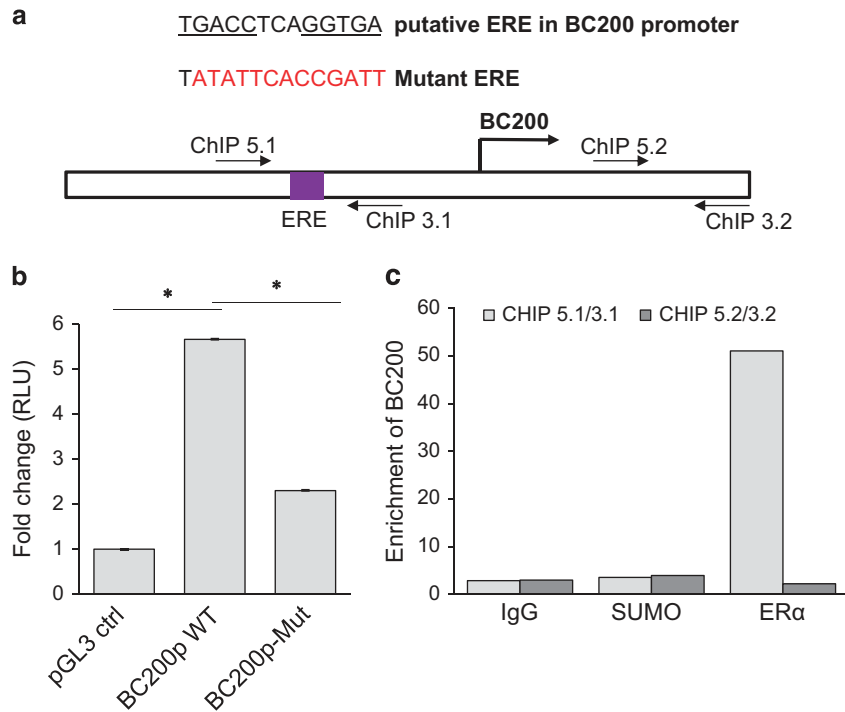 a
TGACCTCAGGTGA putative ERE in BC200 promoter
TATATTCACCGATT Mutant ERE
BC200
ChIP 5.1
ChIP 5.2
ERE
ChIP 3.1
ChIP 3.2
b
* *
6
5
4
3
2
1
0
Fold change (RLU)
pGL3 ctrl
BC200p WT
BC200p-Mut
c
CHIP 5.1/3.1 CHIP 5.2/3.2
60
50
40
30
20
10
0
Enrichment of BC200
IgG
SUMO
ERα